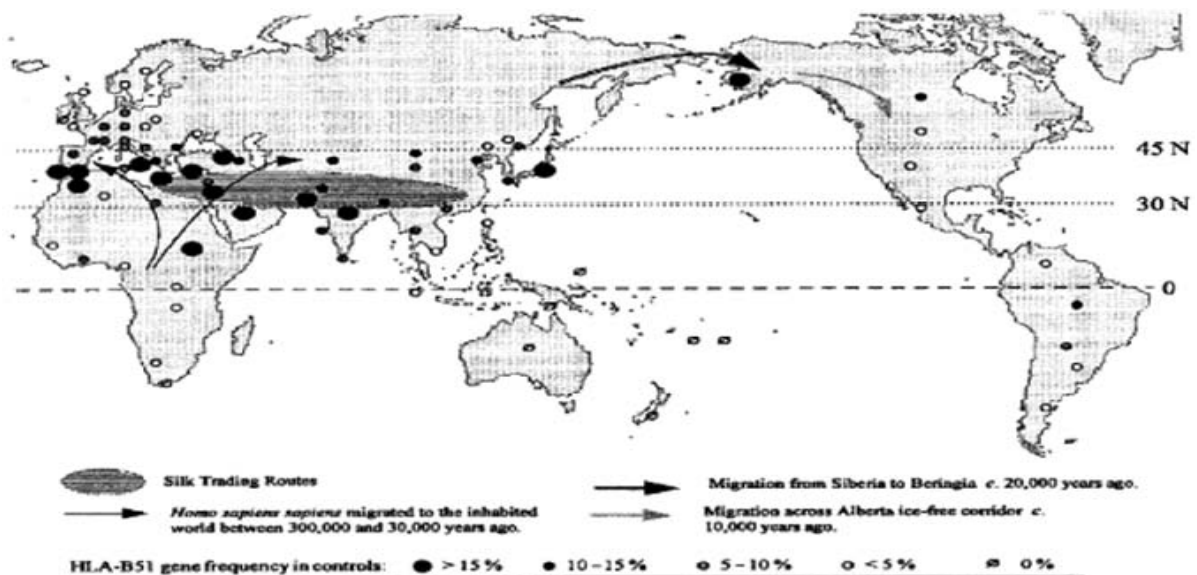 45 N
30 N
0
Silk Trading Routes
Migration from Siberia to Beringia c. 20,000 years ago.
Homo sapiens sapiens migrated to the inhabited
world between 300,000 and 30,000 years ago.
Migration across Alberta ice-free corridor c.
10,000 years ago.
HLA-B51 gene frequency in controls: >15% 10-15% 5-10% <5% 0%